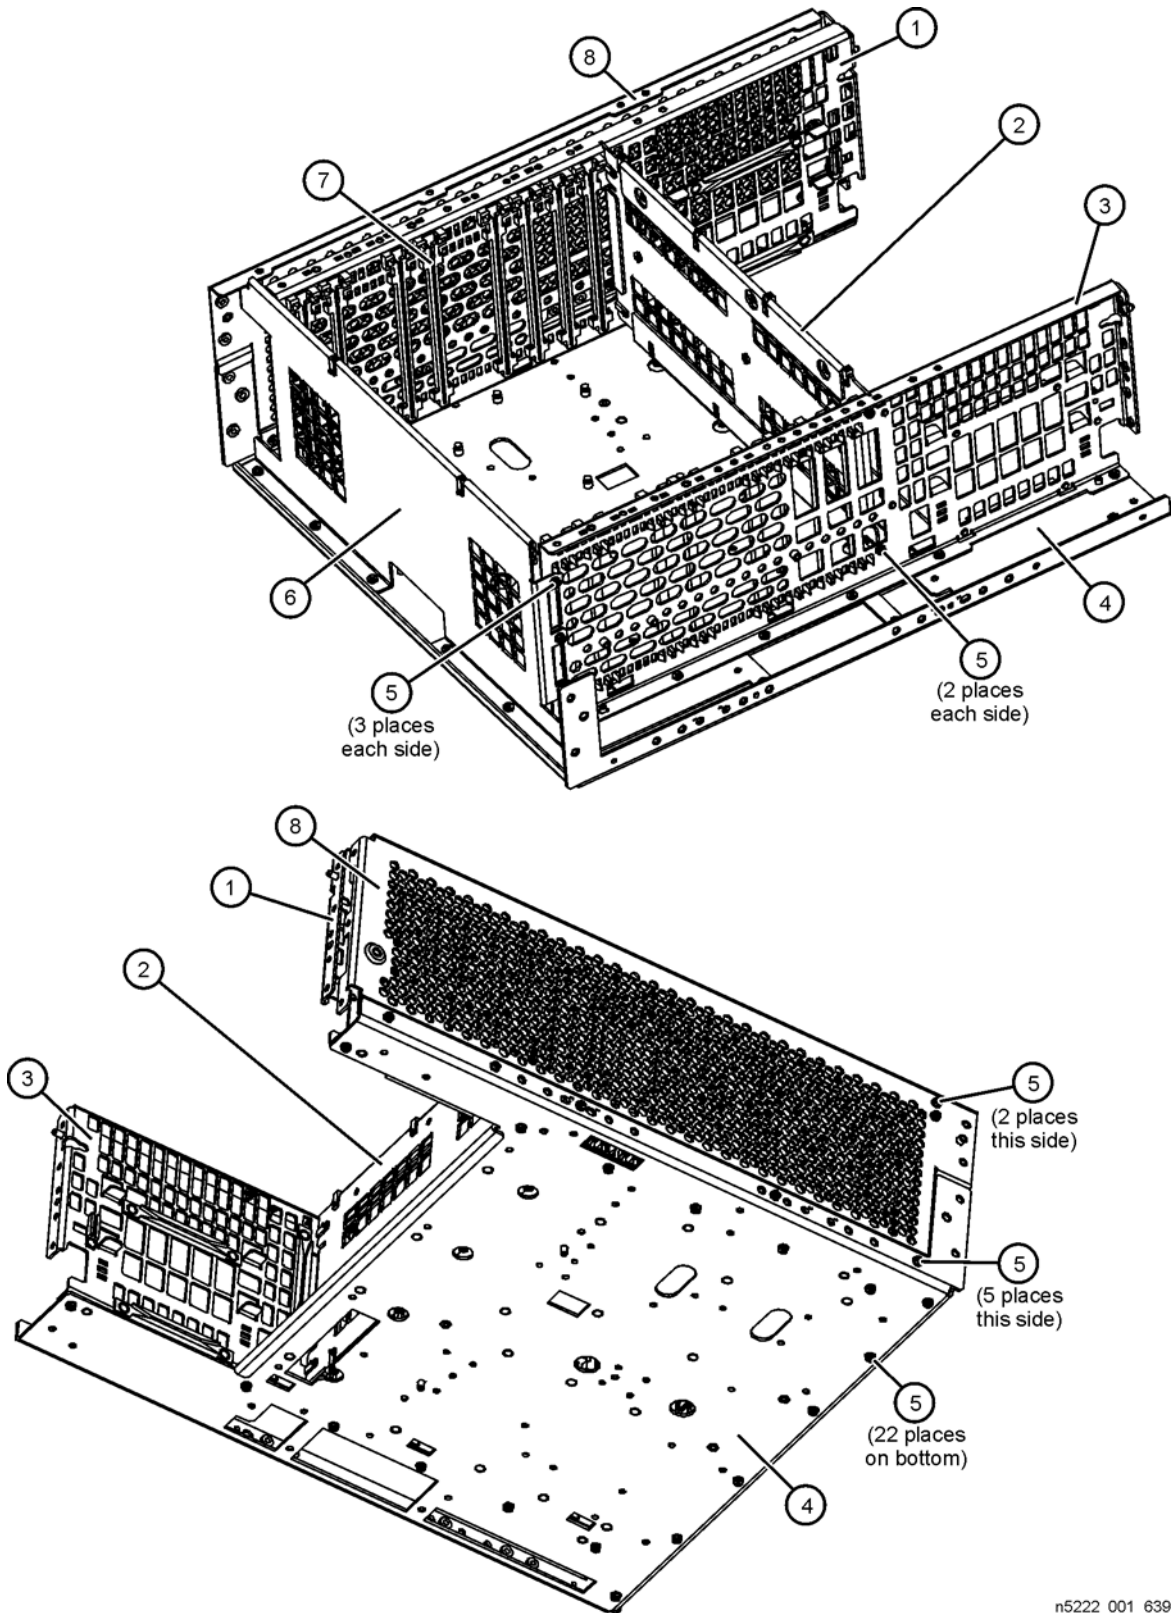 1
8
2
7
3
6
4
5
(3 places
each side)
5
(2 places
each side)
8
1
2
3
5
(2 places
this side)
5
(5 places
this side)
5
(22 places
on bottom)
4
n5222_001_639